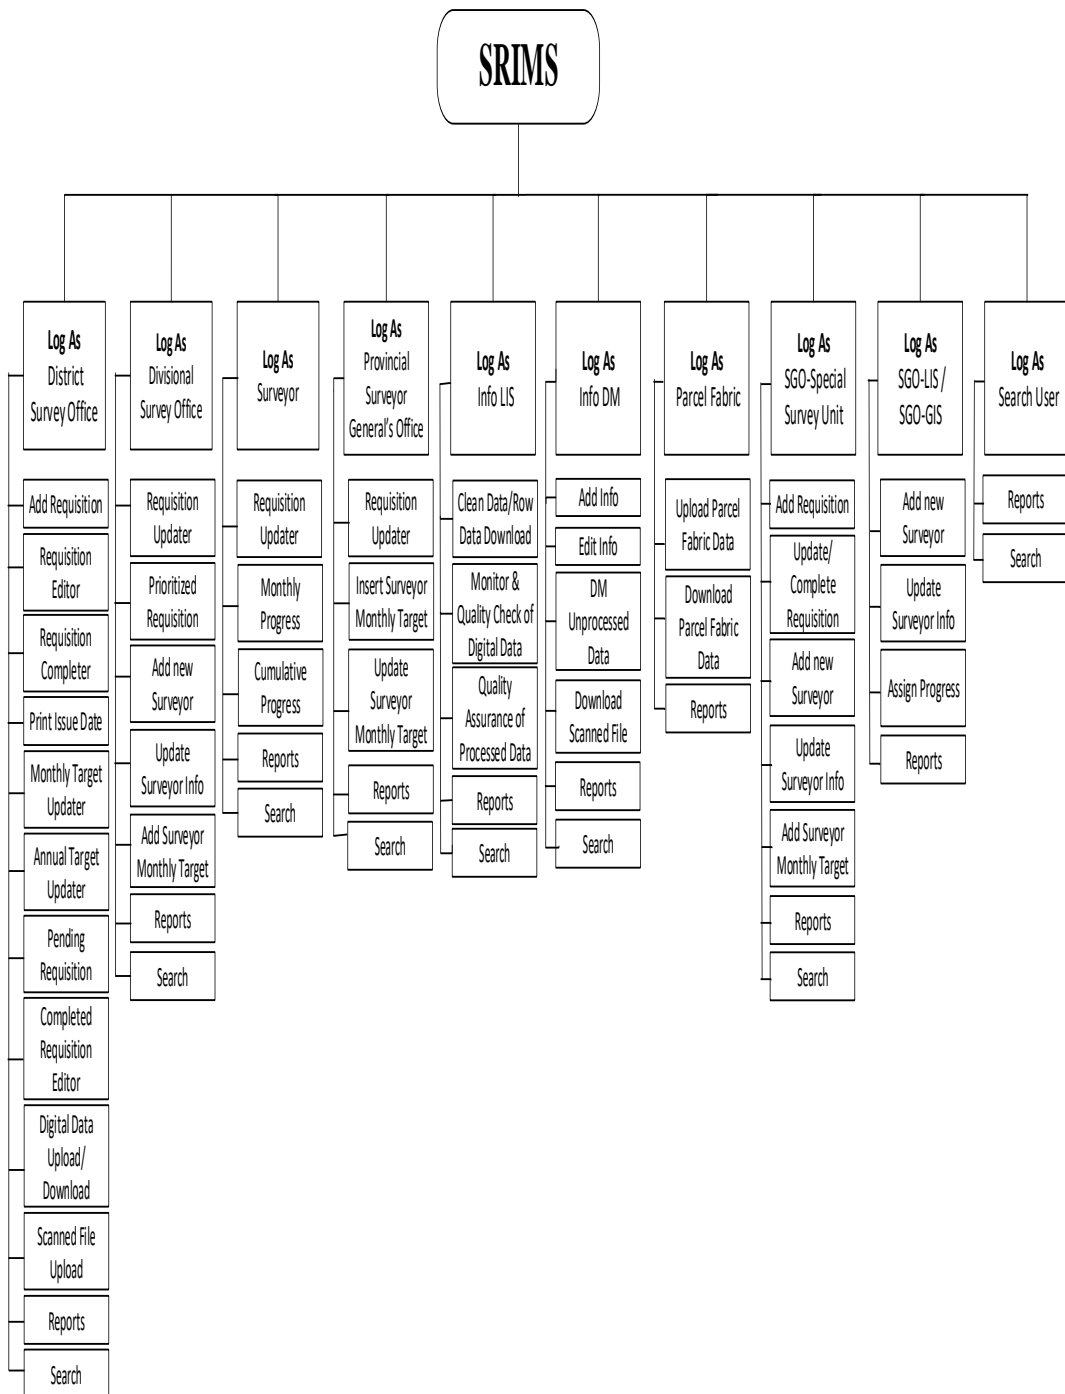 SRIMS
Log As
District
Survey Office
Add Requisition
Requisition
Editor
Requisition
Completer
Print Issue Date
Monthly Target
Updater
Annual Target
Updater
Pending
Requisition
Completed
Requisition
Editor
Digital Data
Upload/
Download
Scanned File
Upload
Reports
Search
Log As
Divisional
Survey Office
Requisition
Updater
Prioritized
Requisition
Add new
Surveyor
Update
Surveyor Info
Add Surveyor
Monthly Target
Reports
Search
Log As
Surveyor
Requisition
Updater
Monthly
Progress
Cumulative
Progress
Reports
Search
Log As
Provincial
Surveyor
General's Office
Requisition
Updater
Insert Surveyor
Monthly Target
Update
Surveyor
Monthly Target
Reports
Search
Log As
Info LIS
Clean Data/Row
Data Download
Monitor &
Quality Check of
Digital Data
Quality
Assurance of
Processed Data
Reports
Search
Log As
Info DM
Add Info
Edit Info
DM
Unprocessed
Data
Download
Scanned File
Reports
Search
Log As
Parcel Fabric
Upload Parcel
Fabric Data
Download
Parcel Fabric
Data
Reports
Log As
SGO-Special
Survey Unit
Add Requisition
Update/
Complete
Requisition
Add new
Surveyor
Update
Surveyor Info
Add Surveyor
Monthly Target
Reports
Search
Log As
SGO-LIS /
SGO-GIS
Add new
Surveyor
Update
Surveyor Info
Assign Progress
Reports
Log As
Search User
Reports
Search